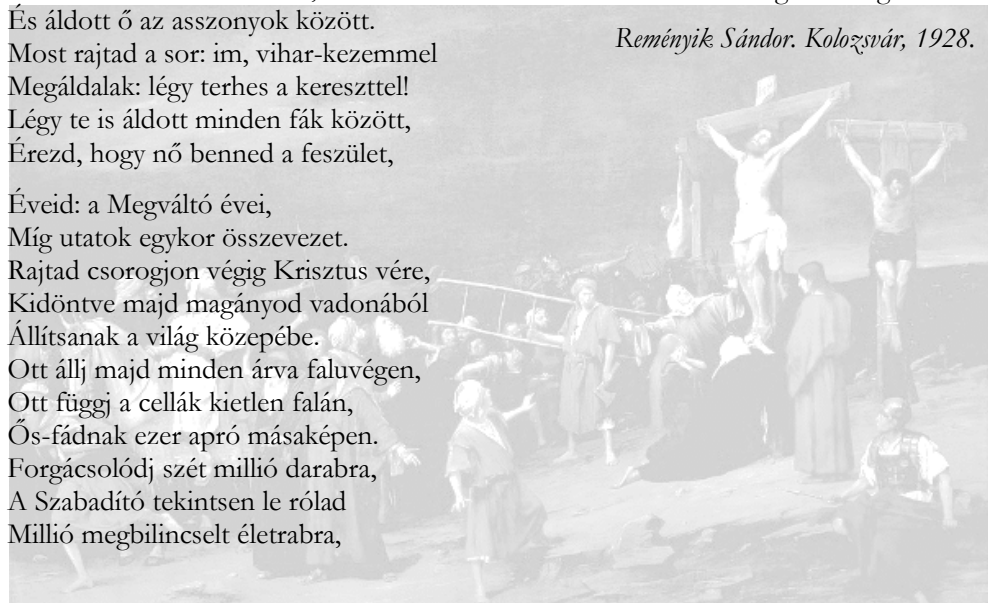 És áldott ő az asszonyok között.
Most rajtad a sor: im, vihar-kezemmel
Megáldalak: légy terhes a kereszttel!
Légy te is áldott minden fák között,
Érezd, hogy nő benned a feszület,
Éveid: a Megváltó évei,
Míg utatok egykor összevezet.
Rajtad csorogjon végig Krisztus vére,
Kidöntve majd magányod vadonából
Állítsanak a világ közepébe.
Ott állj majd minden árva faluvégen,
Ott függj a cellák kietlen falán,
Ős-fádnak ezer apró másaképen.
Forgácsolódj szét millió darabra,
A Szabadító tekintsen le rólad
Millió megbilincselt életrabra,
Reményik Sándor. Kolozsvár, 1928.